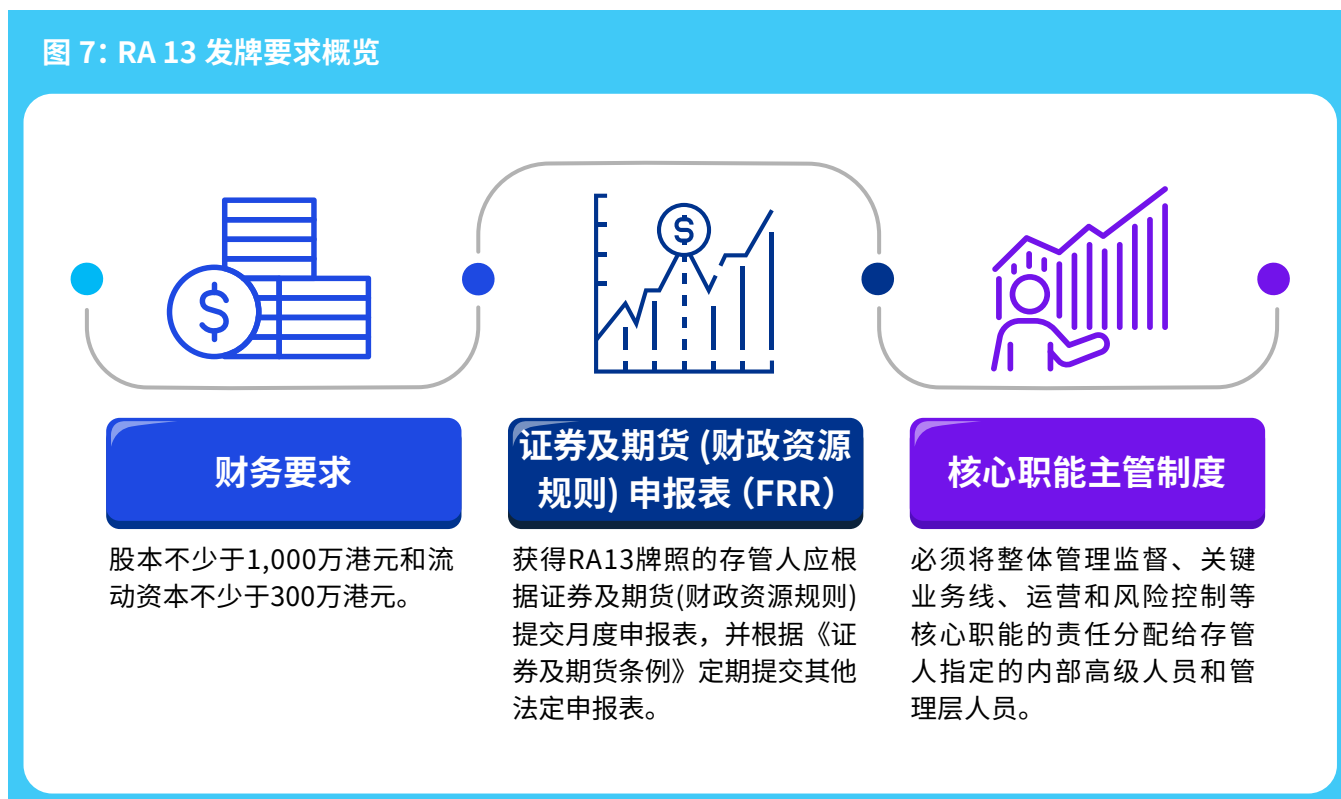 图 7：RA 13 发牌要求概览
财务要求
股本不少于1,000万港元和流
动资本不少于300万港元。
证券及期货 (财政资源
规则) 申报表（FRR）
获得RA13牌照的存管人应根
据证券及期货(财政资源规则)
提交月度申报表，并根据《证
券及期货条例》定期提交其他
法定申报表。
核心职能主管制度
必须将整体管理监督、关键
业务线、运营和风险控制等
核心职能的责任分配给存管
人指定的内部高级人员和管
理层人员。